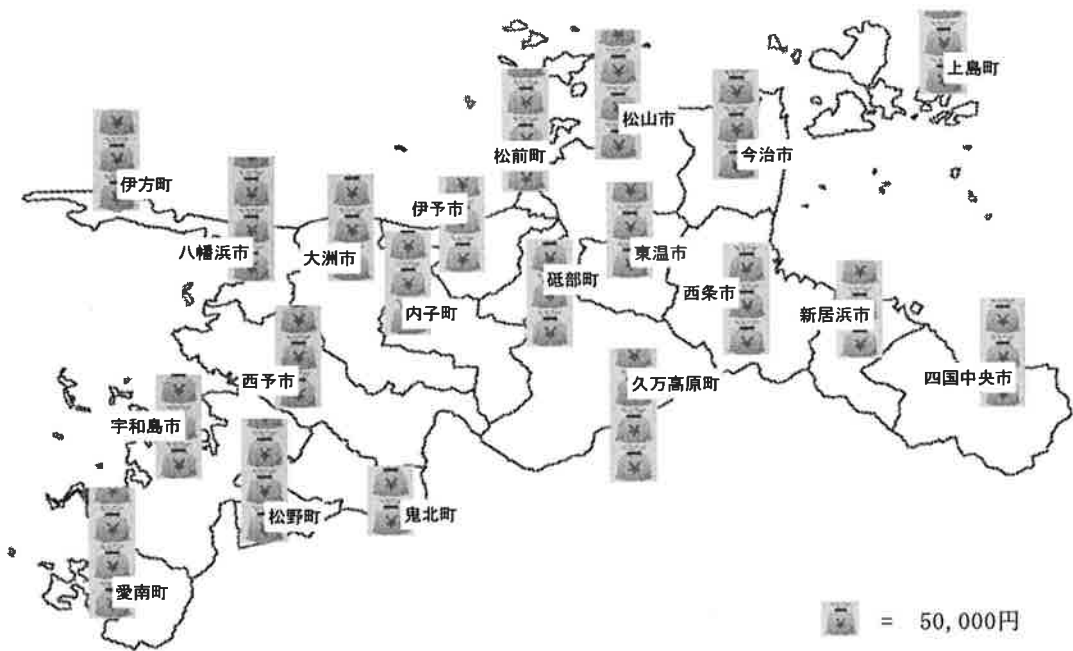 上島町
松山市
今治市
松前町
伊方町
伊予市
八幡浜市
大洲市
東温市
砥部町
西条市
内子町
新居浜市
四国中央市
西予市
久万高原町
宇和島市
松野町
鬼北町
愛南町
= 50,000円